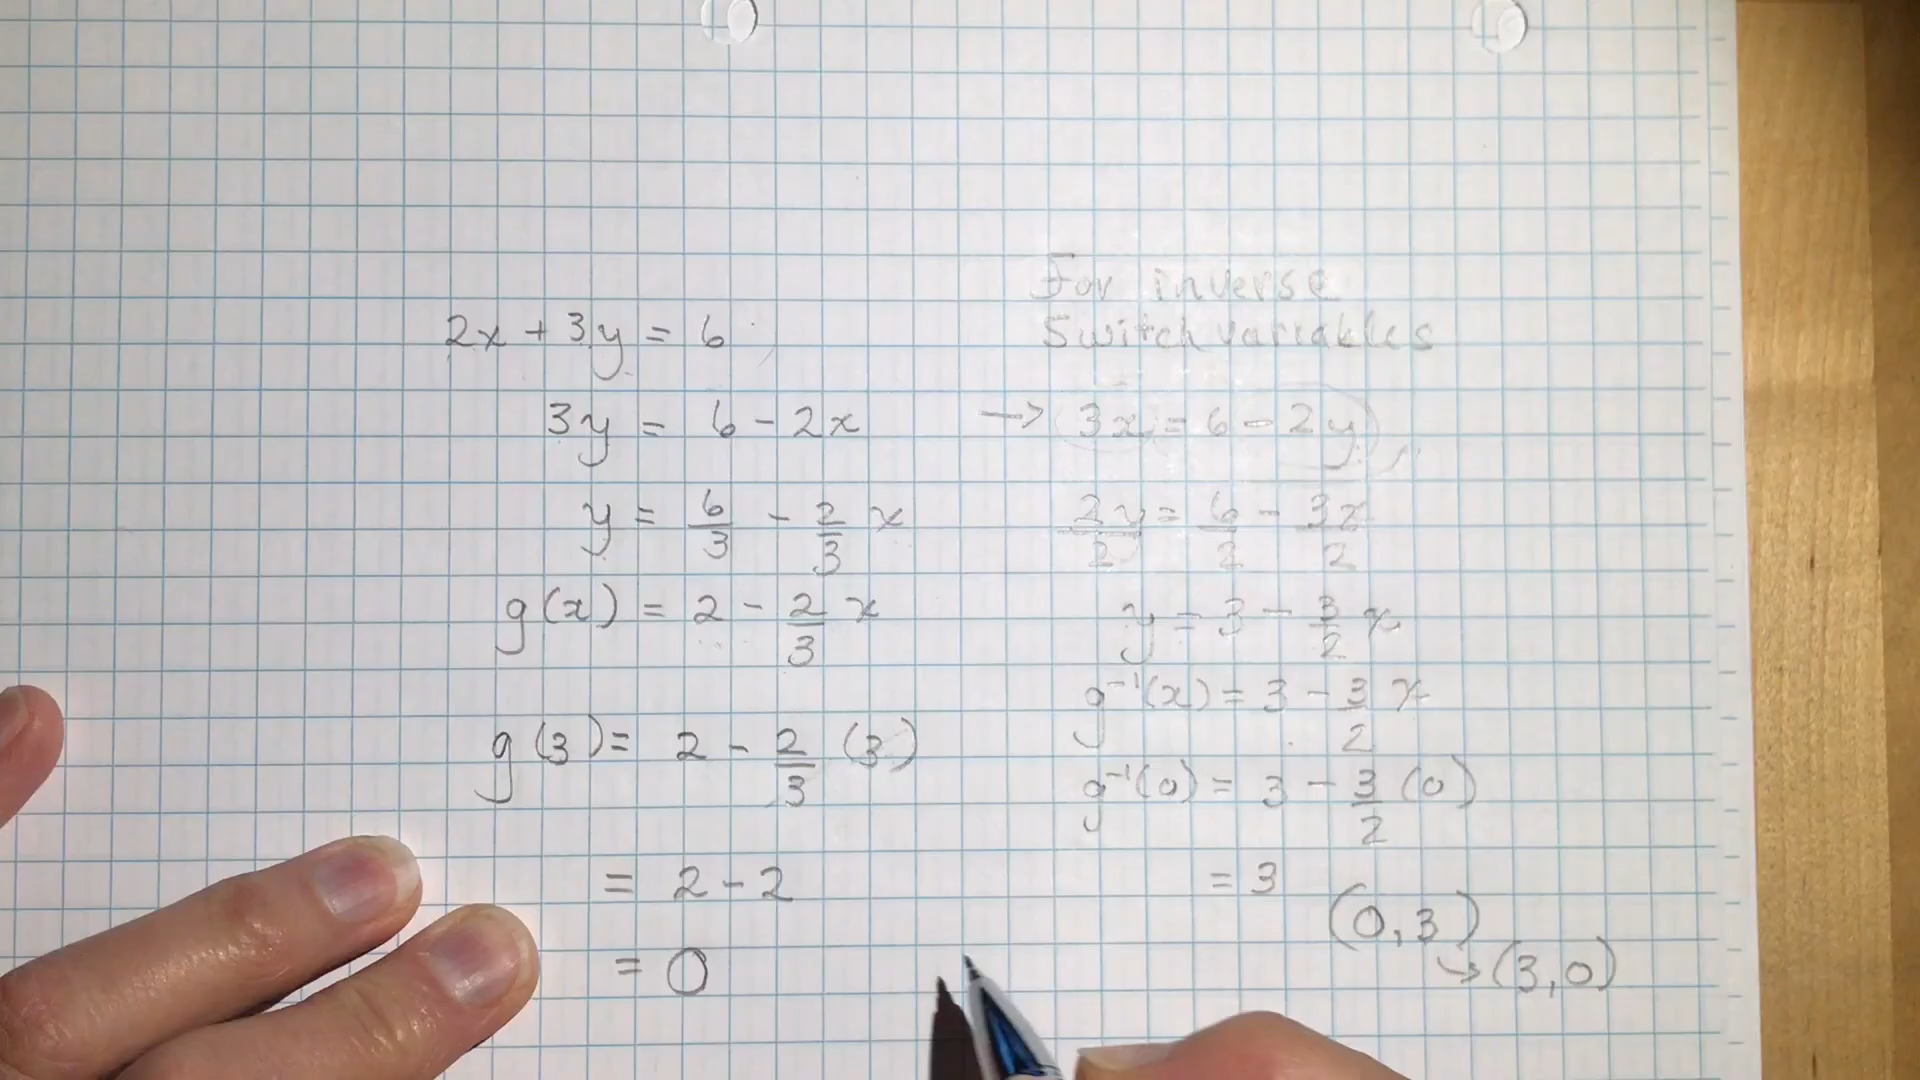 2x + 3y = 6
3y = 6 - 2x
y = 6/3 - 2/3 x
g(x) = 2 - 2/3 x
g(3) = 2 - 2/3 (3)
= 2 - 2
= 0
For inverse
Switch variables
→ 3x = 6 - 2y
2y/2 = 6/2 - 3x/2
y = 3 - 3/2 x
g⁻¹(x) = 3 - 3/2 x
g⁻¹(0) = 3 - 3/2 (0)
= 3
(0,3)
→ (3,0)